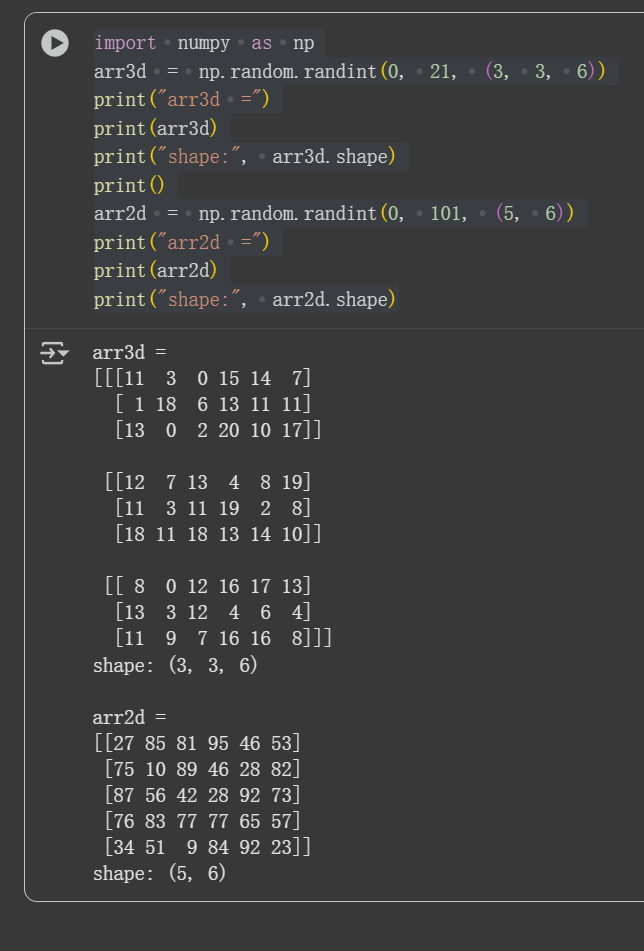 import numpy as np
arr3d = np.random.randint(0, 21, (3, 3, 6))
print("arr3d =")
print(arr3d)
print("shape:", arr3d.shape)
print()
arr2d = np.random.randint(0, 101, (5, 6))
print("arr2d =")
print(arr2d)
print("shape:", arr2d.shape)
arr3d =
[[[11  3  0 15 14  7]
  [ 1 18  6 13 11 11]
  [13  0  2 20 10 17]]
 [[12  7 13  4  8 19]
  [11  3 11 19  2  8]
  [18 11 18 13 14 10]]
 [[ 8  0 12 16 17 13]
  [13  3 12  4  6  4]
  [11  9  7 16 16  8]]]
shape: (3, 3, 6)
arr2d =
[[27 85 81 95 46 53]
 [75 10 89 46 28 82]
 [87 56 42 28 92 73]
 [76 83 77 77 65 57]
 [34 51  9 84 92 23]]
shape: (5, 6)